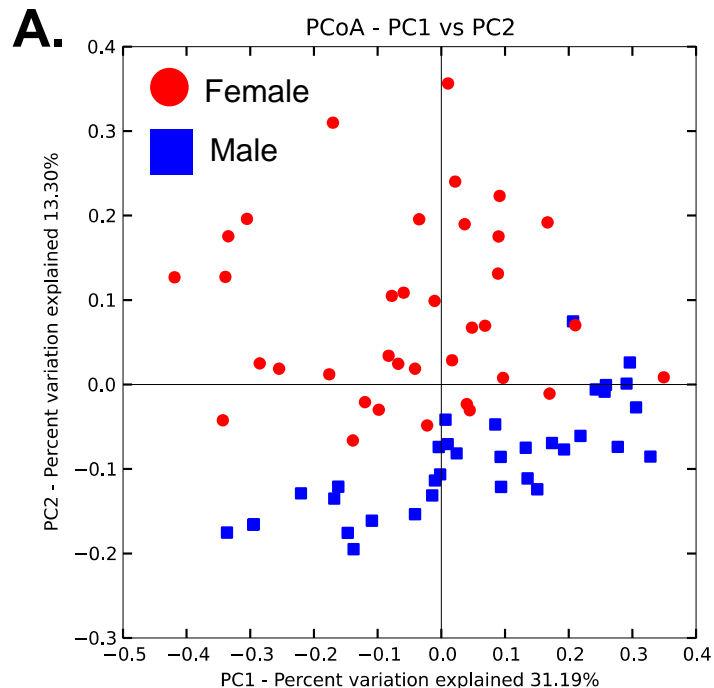 A.
PCoA - PC1 vs PC2
Female
Male
PC2 - Percent variation explained 13.30%
0.4
0.3
0.2
0.1
0.0
−0.1
−0.2
−0.3
−0.5 −0.4 −0.3 −0.2 −0.1 0.0 0.1 0.2 0.3 0.4
PC1 - Percent variation explained 31.19%